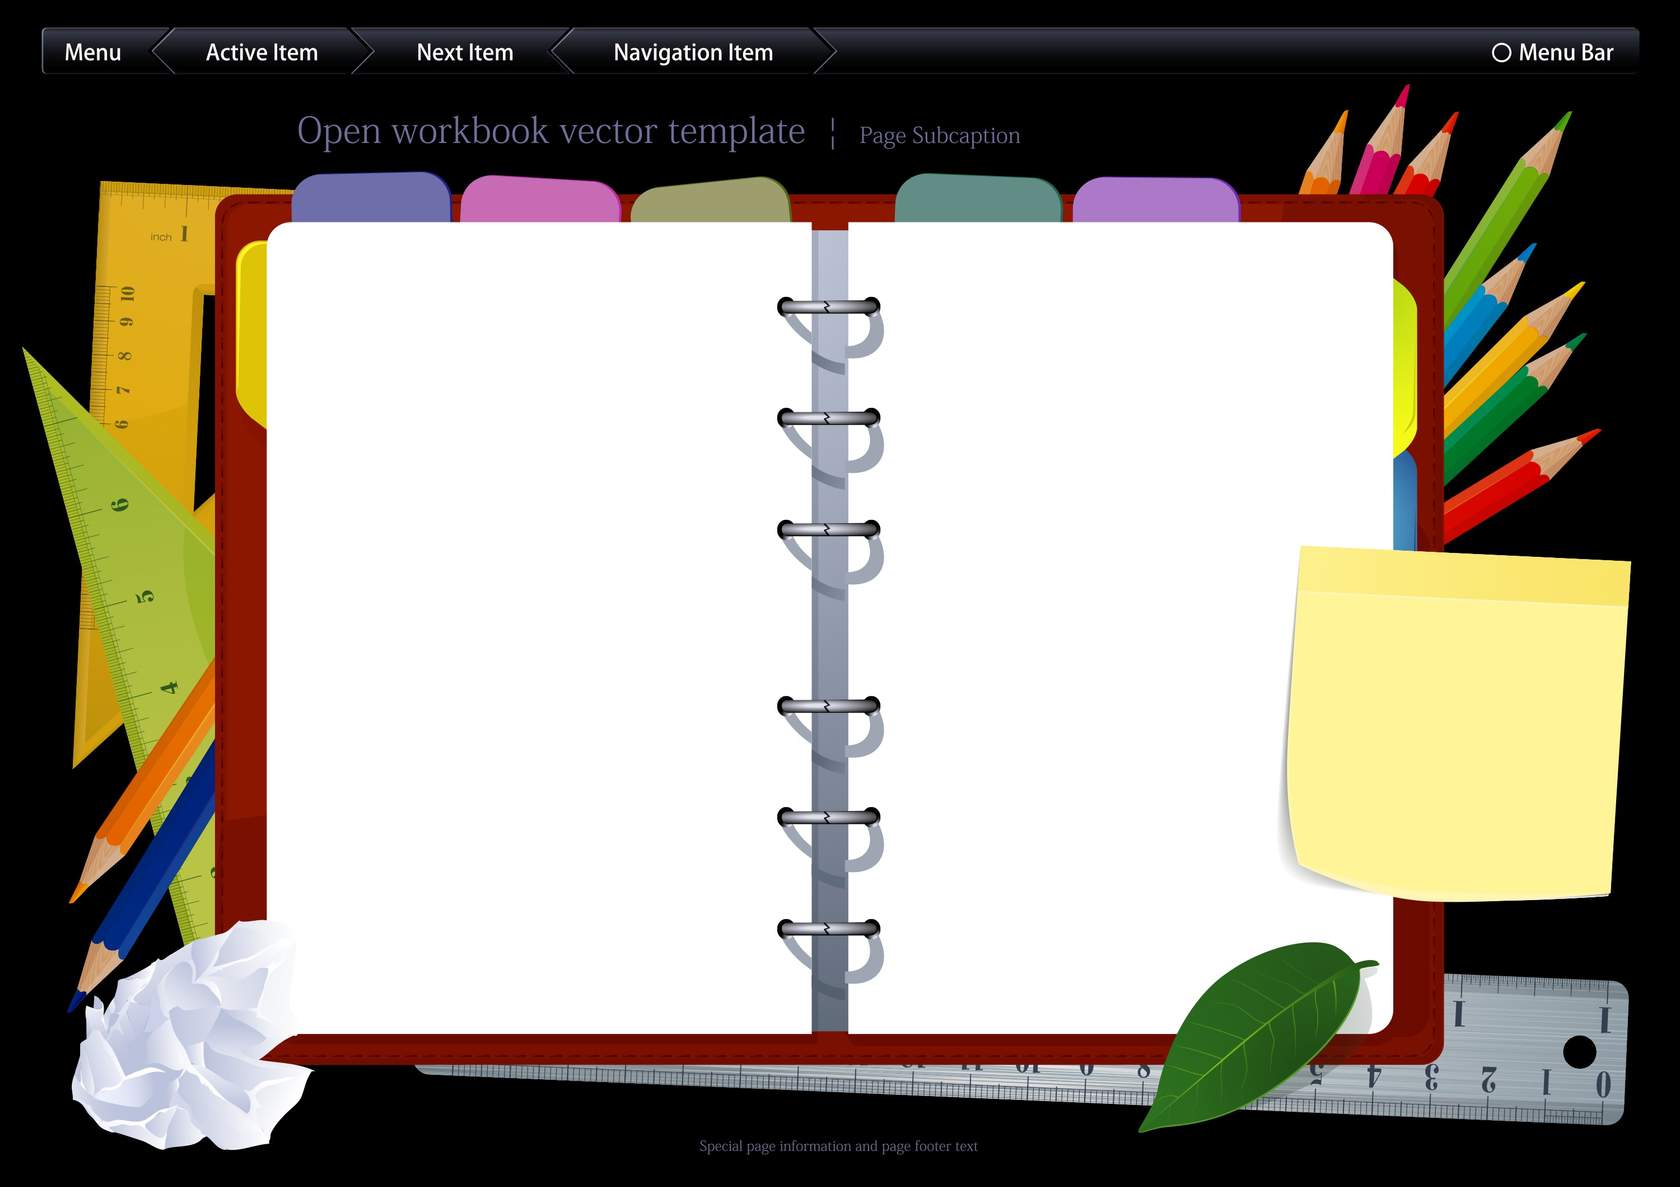 Menu
Active Item
Next Item
Navigation Item
Menu Bar
Open workbook vector template ¦ Page Subcaption
inch 1
10
9
8
7
6
6
5
4
1 1
12 11 10 9 8 5 4 3 2 1 0
Special page information and page footer text